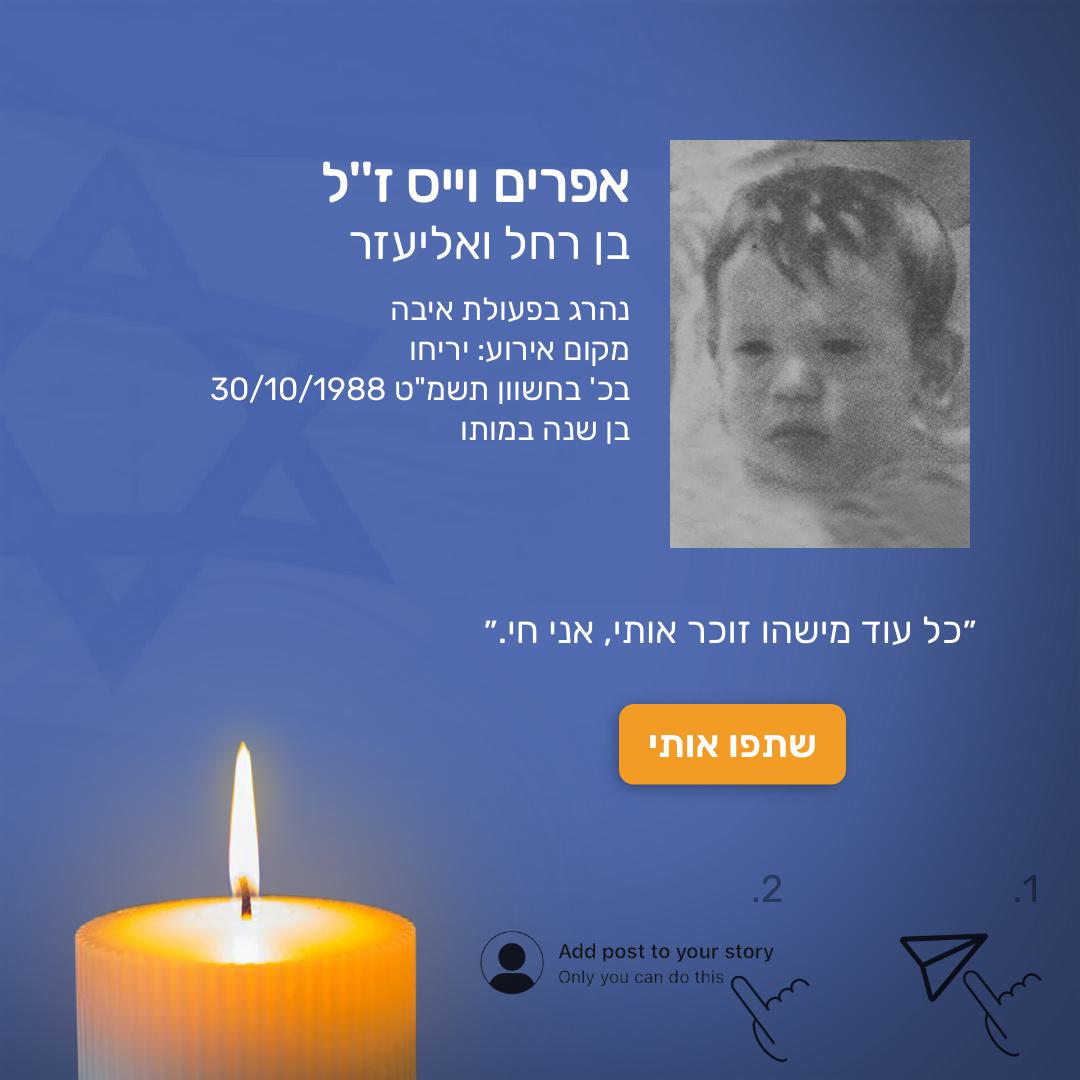 אפרים וייס ז"ל
בן רחל ואליעזר
נהרג בפעולת איבה
מקום אירוע: יריחו
בכ' בחשוון תשמ"ט 30/10/1988
בן שנה במותו
״כל עוד מישהו זוכר אותי, אני חי.״
שתפו אותי
1.
2.
Add post to your story
Only you can do this